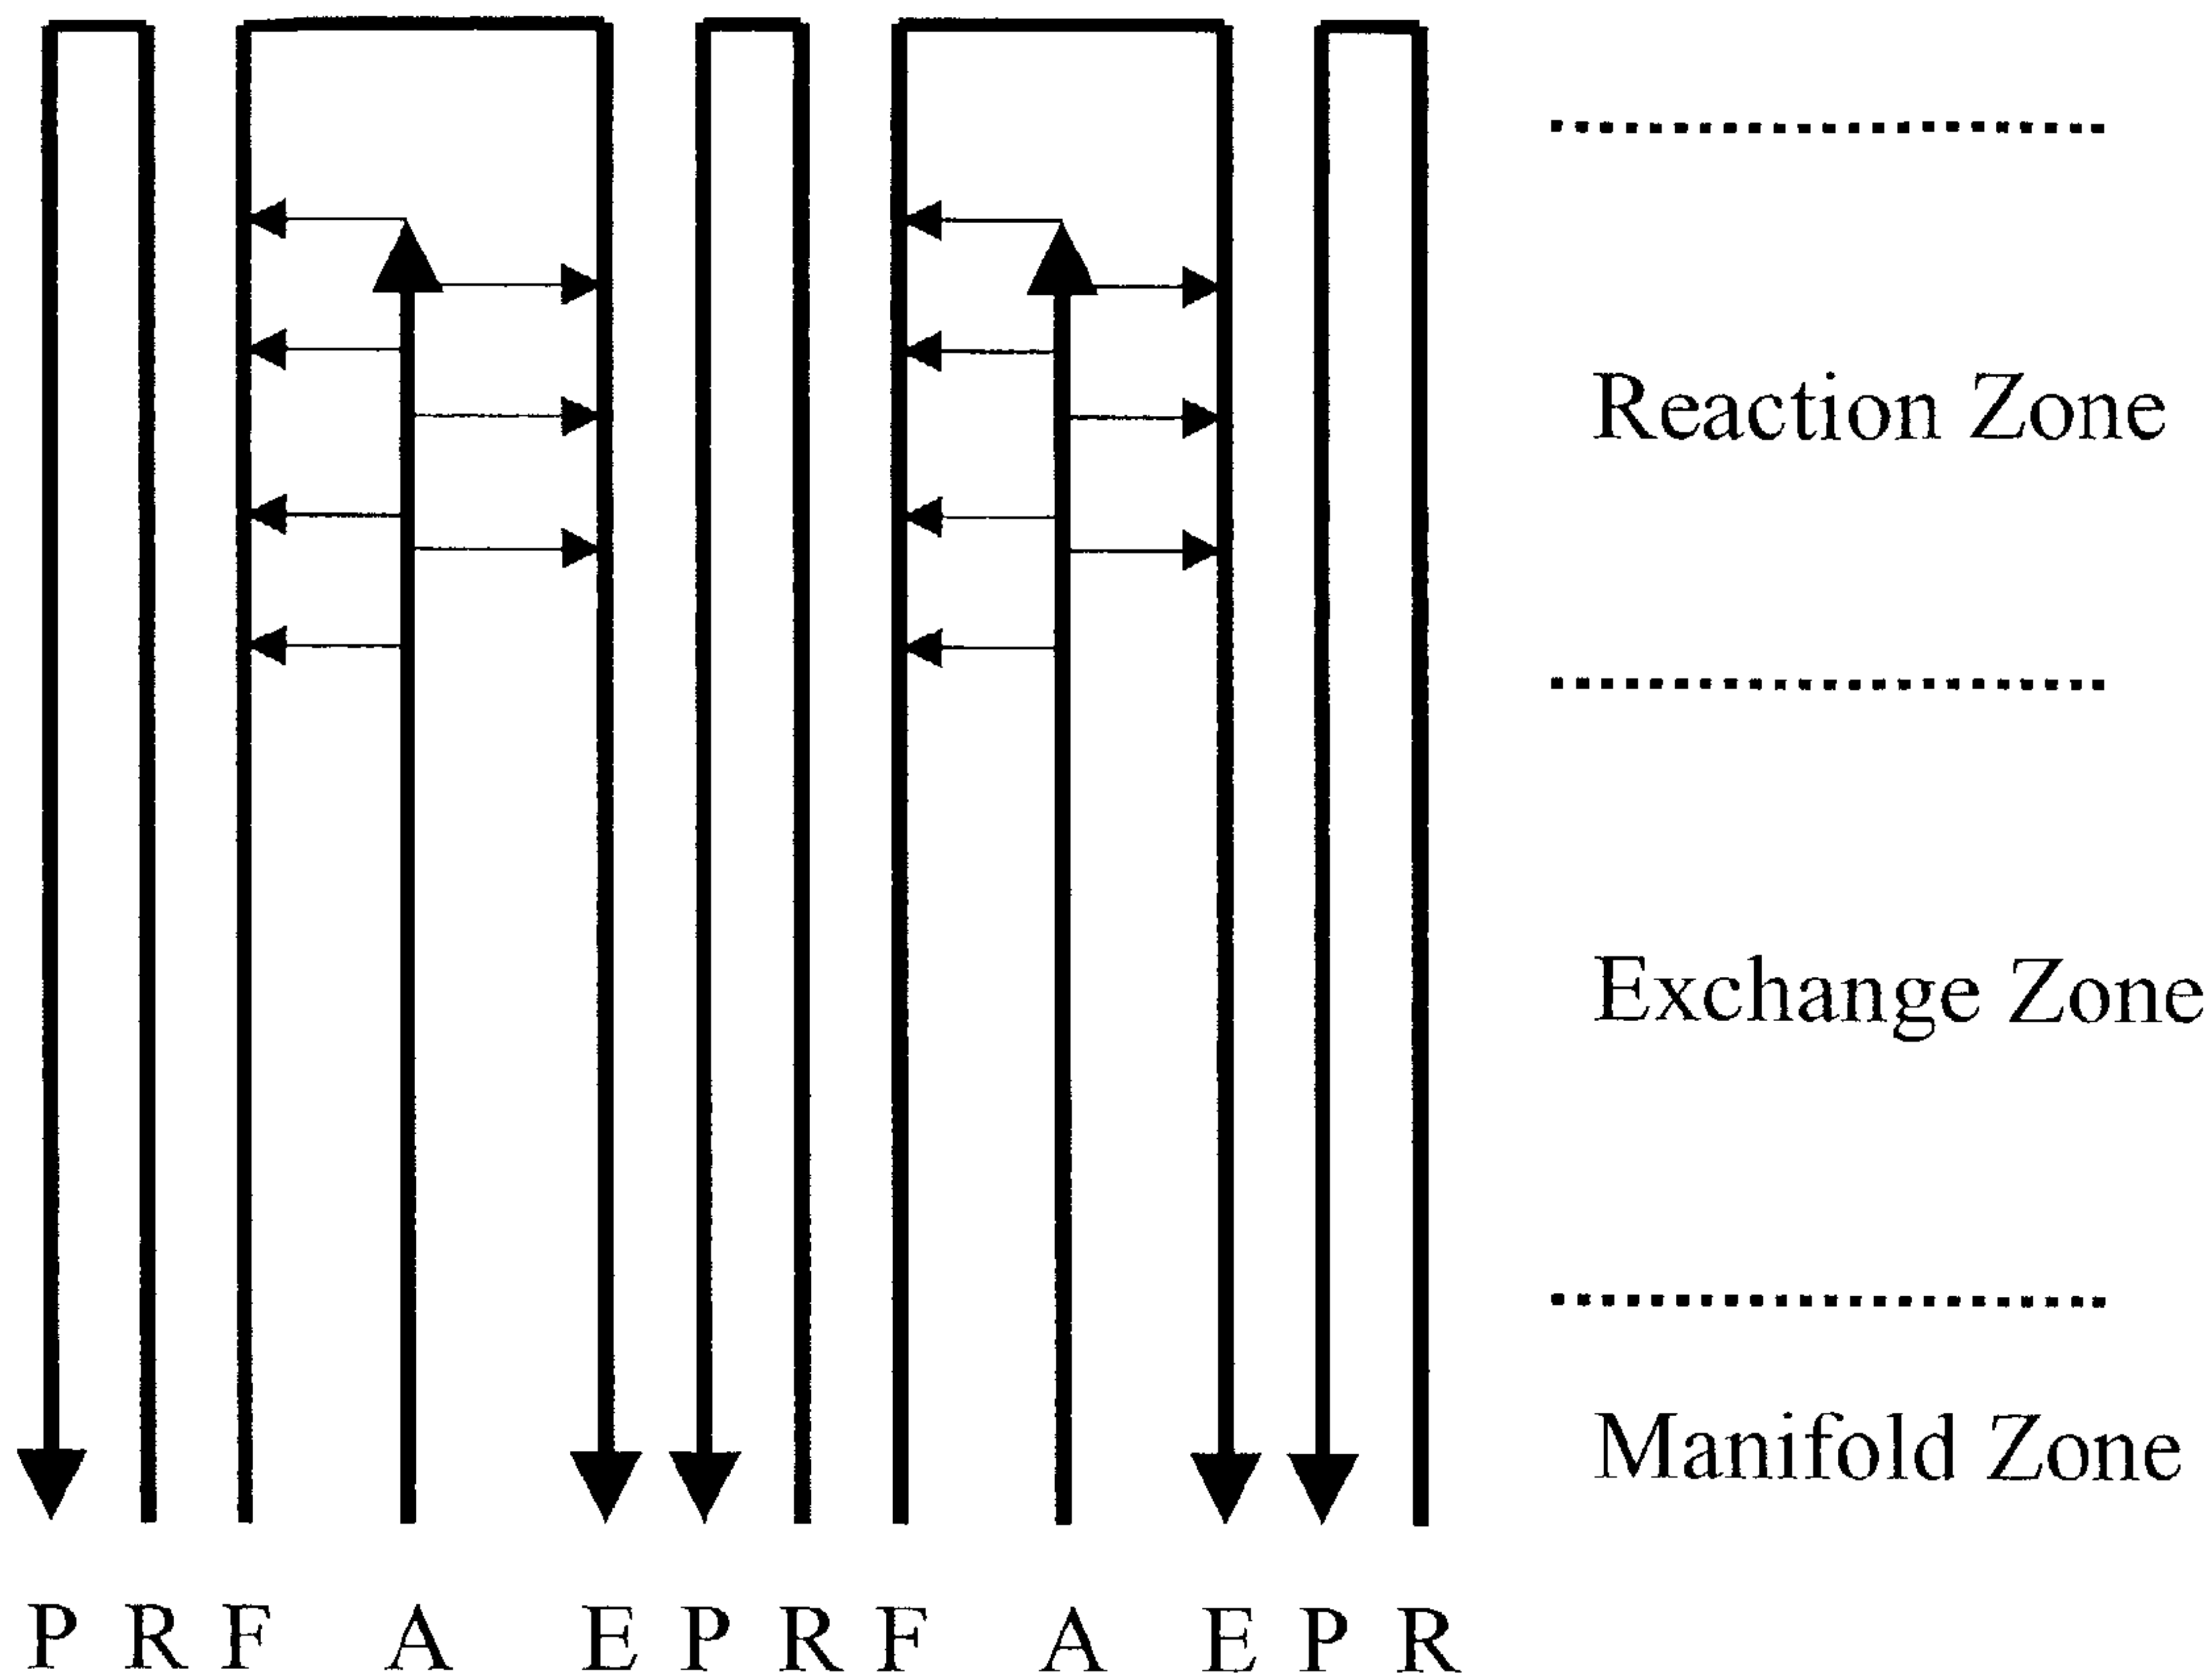 Reaction Zone
Exchange Zone
Manifold Zone
P R F A E P R F A E P R